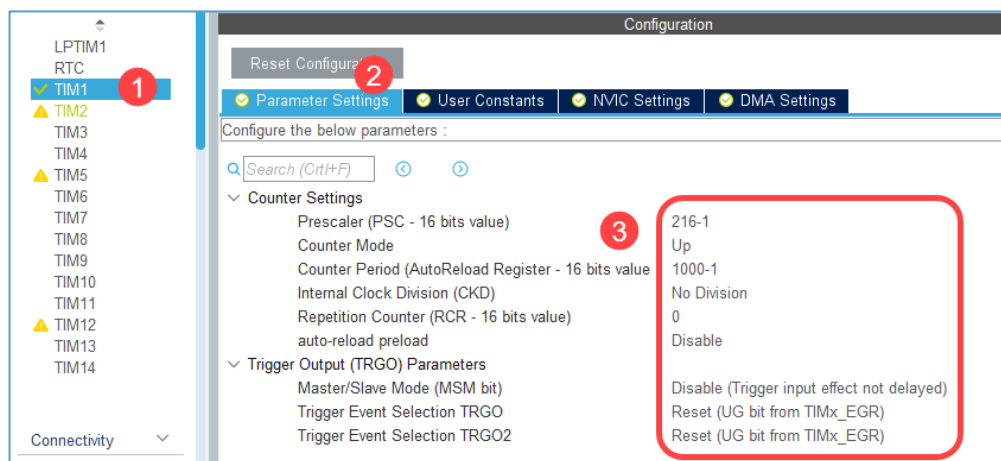 Configuration
LPTIM1
RTC
TIM1
TIM2
TIM3
TIM4
TIM5
TIM6
TIM7
TIM8
TIM9
TIM10
TIM11
TIM12
TIM13
TIM14
Connectivity
1
Reset Configurat
2
Parameter Settings User Constants NVIC Settings DMA Settings
Configure the below parameters :
Search (Crtl+F)
Counter Settings
3
Prescaler (PSC - 16 bits value) 216-1
Counter Mode Up
Counter Period (AutoReload Register - 16 bits value 1000-1
Internal Clock Division (CKD) No Division
Repetition Counter (RCR - 16 bits value) 0
auto-reload preload Disable
Trigger Output (TRGO) Parameters
Master/Slave Mode (MSM bit) Disable (Trigger input effect not delayed)
Trigger Event Selection TRGO Reset (UG bit from TIMx_EGR)
Trigger Event Selection TRGO2 Reset (UG bit from TIMx_EGR)